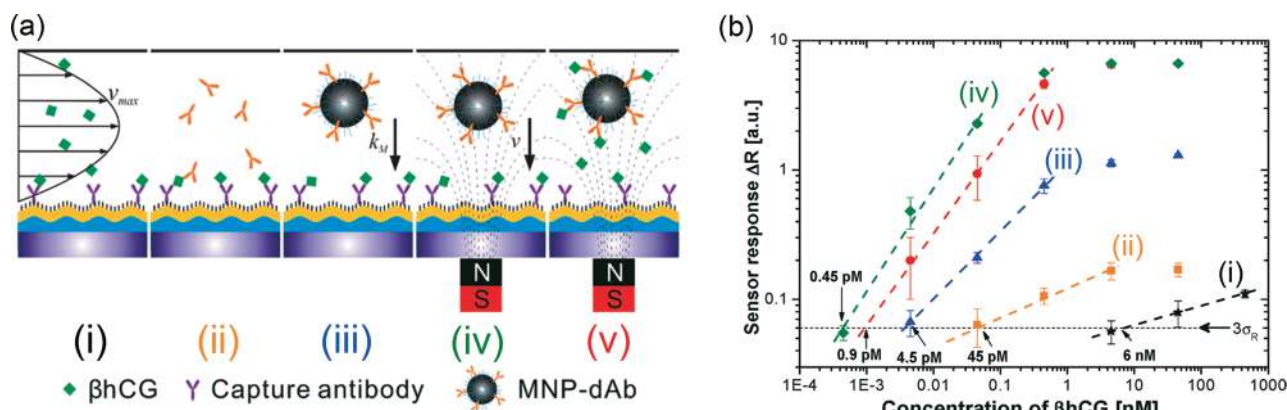 (a)
v_max
k_M
v
N
S
N
S
(i)
(ii)
(iii)
(iv)
(v)
βhCG
Capture antibody
MNP-dAb
(b)
Sensor response ΔR [a.u.]
10
1
0.1
(iv)
(v)
(iii)
(ii)
(i)
0.45 pM
0.9 pM
4.5 pM
45 pM
6 nM
3σ_R
1E-4
1E-3
0.01
0.1
1
10
100
1000
Concentration of βhCG [pM]